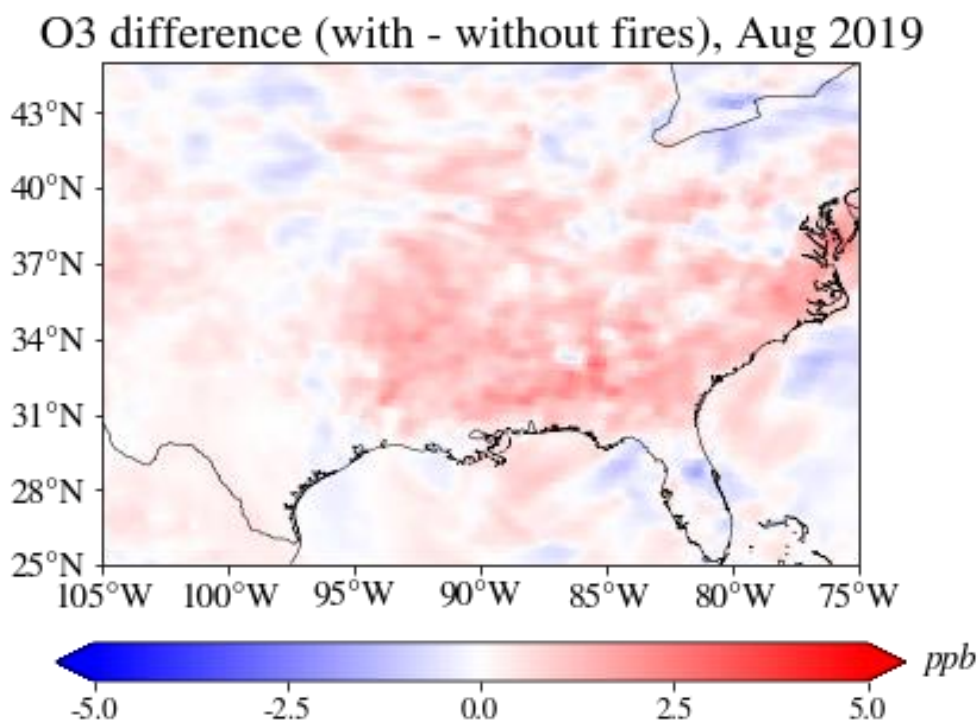 O3 difference (with - without fires), Aug 2019
43°N
40°N
37°N
34°N
31°N
28°N
25°N
105°W 100°W 95°W 90°W 85°W 80°W 75°W
ppb
-5.0 -2.5 0.0 2.5 5.0